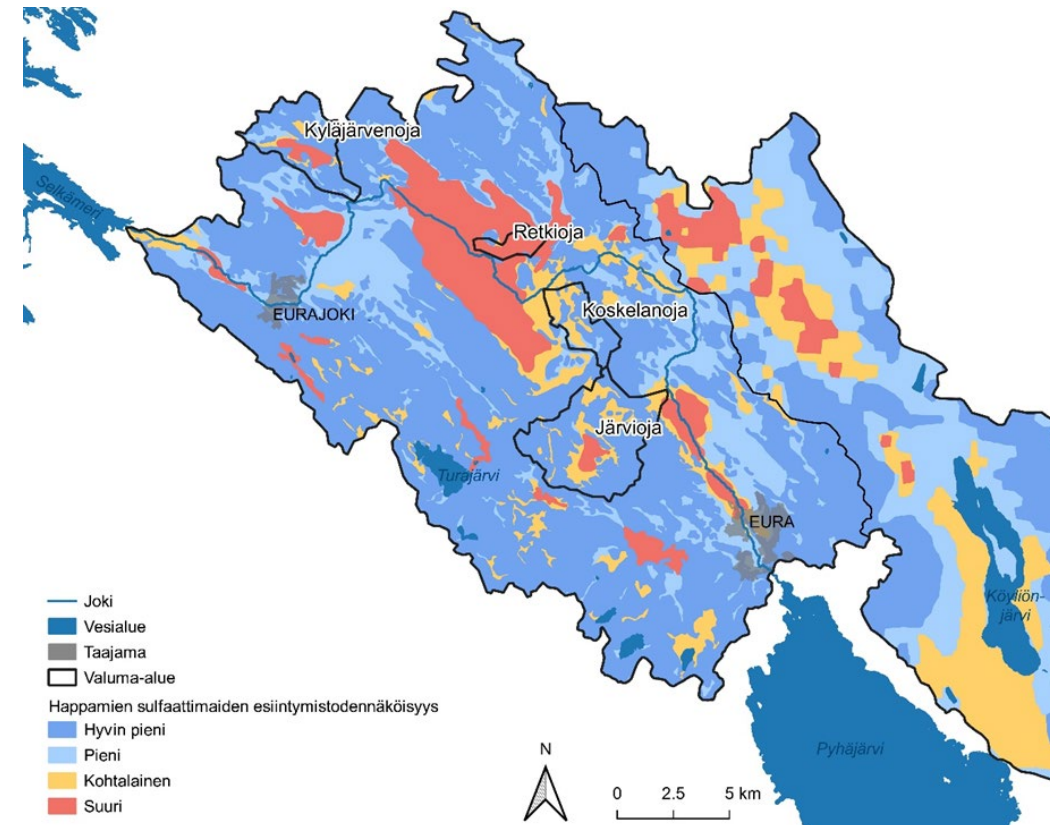 Kyläjärvenoja
Selkämeri
Retkioja
EURAJOKI
Koskelanoja
Järvioja
Turajärvi
EURA
Köyliön-
järvi
Pyhäjärvi
Joki
Vesialue
Taajama
Valuma-alue
Happamien sulfaattimaiden esiintymistodennäköisyys
Hyvin pieni
Pieni
Kohtalainen
Suuri
N
0 2.5 5 km